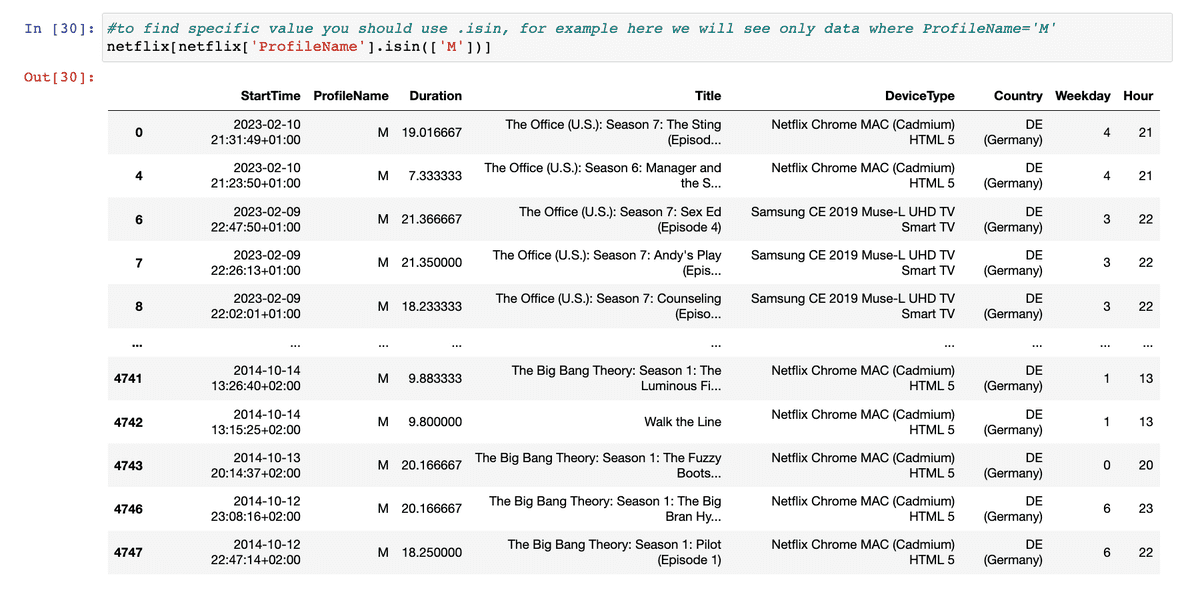 In [30]: #to find specific value you should use .isin, for example here we will see only data where ProfileName='M'
netflix[netflix['ProfileName'].isin(['M'])]
Out[30]:
StartTime ProfileName Duration Title DeviceType Country Weekday Hour
0 2023-02-10 21:31:49+01:00 M 19.016667 The Office (U.S.): Season 7: The Sting (Episod... Netflix Chrome MAC (Cadmium) HTML 5 DE (Germany) 4 21
4 2023-02-10 21:23:50+01:00 M 7.333333 The Office (U.S.): Season 6: Manager and the S... Netflix Chrome MAC (Cadmium) HTML 5 DE (Germany) 4 21
6 2023-02-09 22:47:50+01:00 M 21.366667 The Office (U.S.): Season 7: Sex Ed (Episode 4) Samsung CE 2019 Muse-L UHD TV Smart TV DE (Germany) 3 22
7 2023-02-09 22:26:13+01:00 M 21.350000 The Office (U.S.): Season 7: Andy's Play (Epis... Samsung CE 2019 Muse-L UHD TV Smart TV DE (Germany) 3 22
8 2023-02-09 22:02:01+01:00 M 18.233333 The Office (U.S.): Season 7: Counseling (Episo... Samsung CE 2019 Muse-L UHD TV Smart TV DE (Germany) 3 22
... ... ... ... ... ... ... ... ...
4741 2014-10-14 13:26:40+02:00 M 9.883333 The Big Bang Theory: Season 1: The Luminous Fi... Netflix Chrome MAC (Cadmium) HTML 5 DE (Germany) 1 13
4742 2014-10-14 13:15:25+02:00 M 9.800000 Walk the Line Netflix Chrome MAC (Cadmium) HTML 5 DE (Germany) 1 13
4743 2014-10-13 20:14:37+02:00 M 20.166667 The Big Bang Theory: Season 1: The Fuzzy Boots... Netflix Chrome MAC (Cadmium) HTML 5 DE (Germany) 0 20
4746 2014-10-12 23:08:16+02:00 M 20.166667 The Big Bang Theory: Season 1: The Big Bran Hy... Netflix Chrome MAC (Cadmium) HTML 5 DE (Germany) 6 23
4747 2014-10-12 22:47:14+02:00 M 18.250000 The Big Bang Theory: Season 1: Pilot (Episode 1) Netflix Chrome MAC (Cadmium) HTML 5 DE (Germany) 6 22